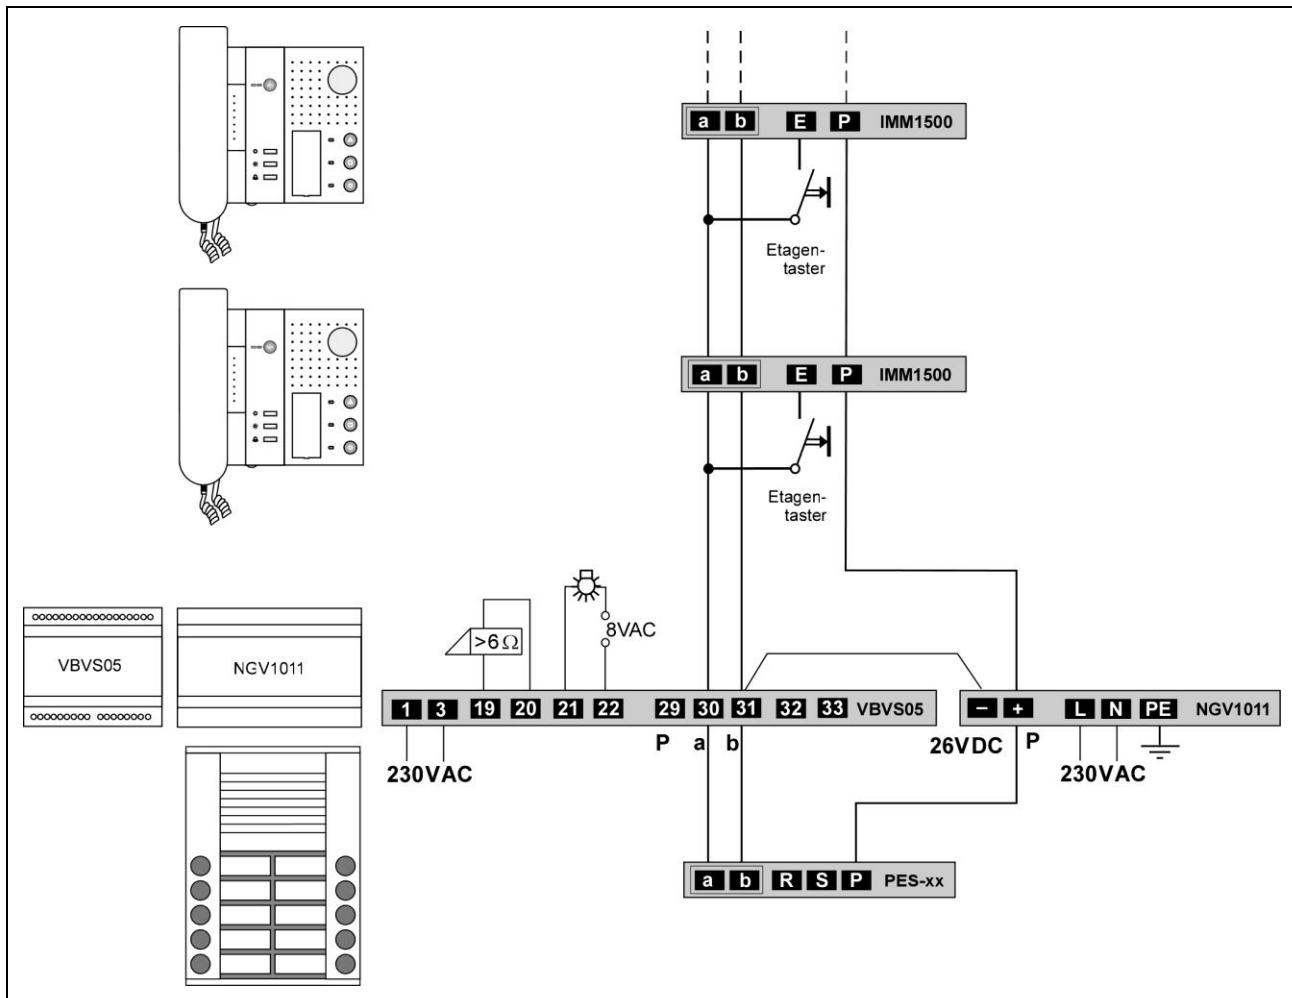 a b E P IMM1500
Etagen-
taster
a b E P IMM1500
Etagen-
taster
>6Ω
8VAC
VBVS05
NGV1011
1 3 19 20 21 22 29 30 31 32 33 VBVS05
− + L N PE NGV1011
P a b
26VDC P
230VAC
230VAC
a b R S P PES-xx